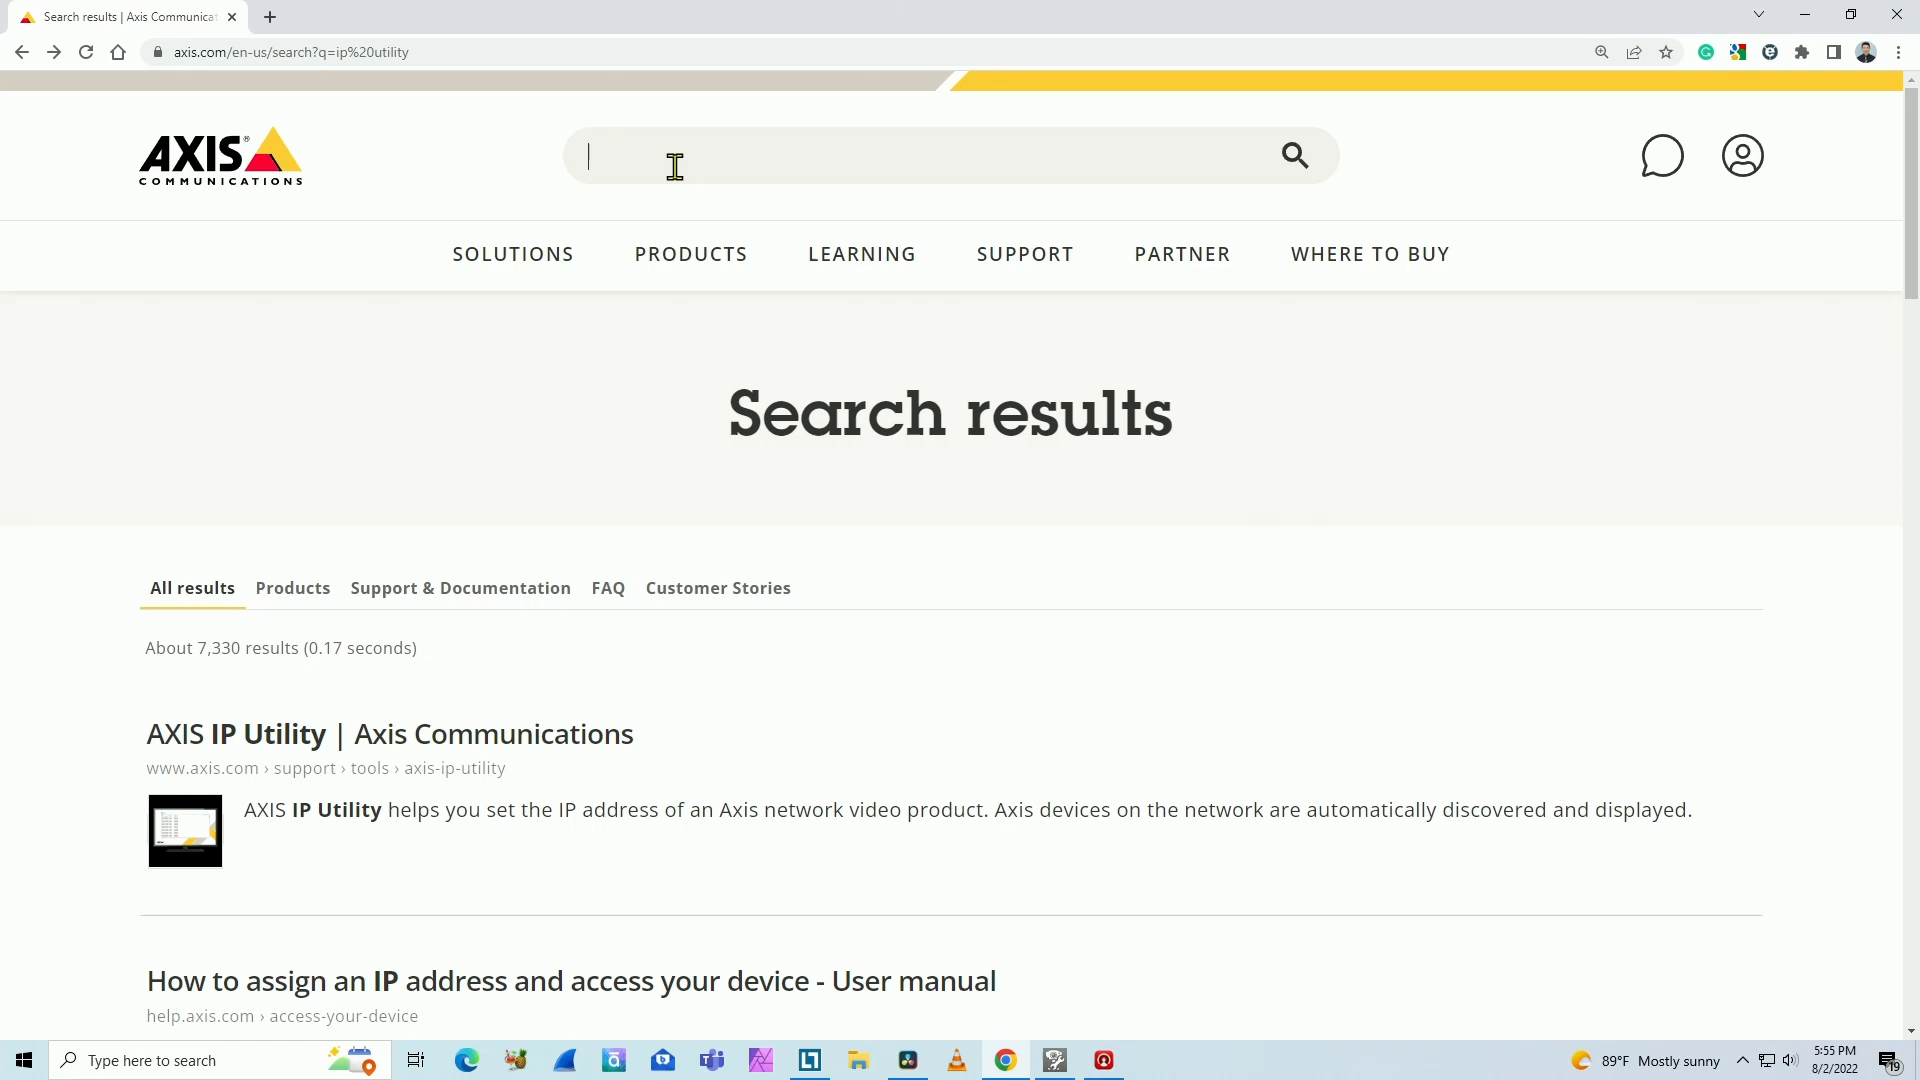 Search results | Axis Communicat
axis.com/en-us/search?q=ip%20utility
AXIS®
COMMUNICATIONS
SOLUTIONS
PRODUCTS
LEARNING
SUPPORT
PARTNER
WHERE TO BUY
Search results
All results
Products
Support & Documentation
FAQ
Customer Stories
About 7,330 results (0.17 seconds)
AXIS IP Utility | Axis Communications
www.axis.com › support › tools › axis-ip-utility
AXIS IP Utility helps you set the IP address of an Axis network video product. Axis devices on the network are automatically discovered and displayed.
How to assign an IP address and access your device - User manual
help.axis.com › access-your-device
Type here to search
89°F Mostly sunny
5:55 PM
8/2/2022
19